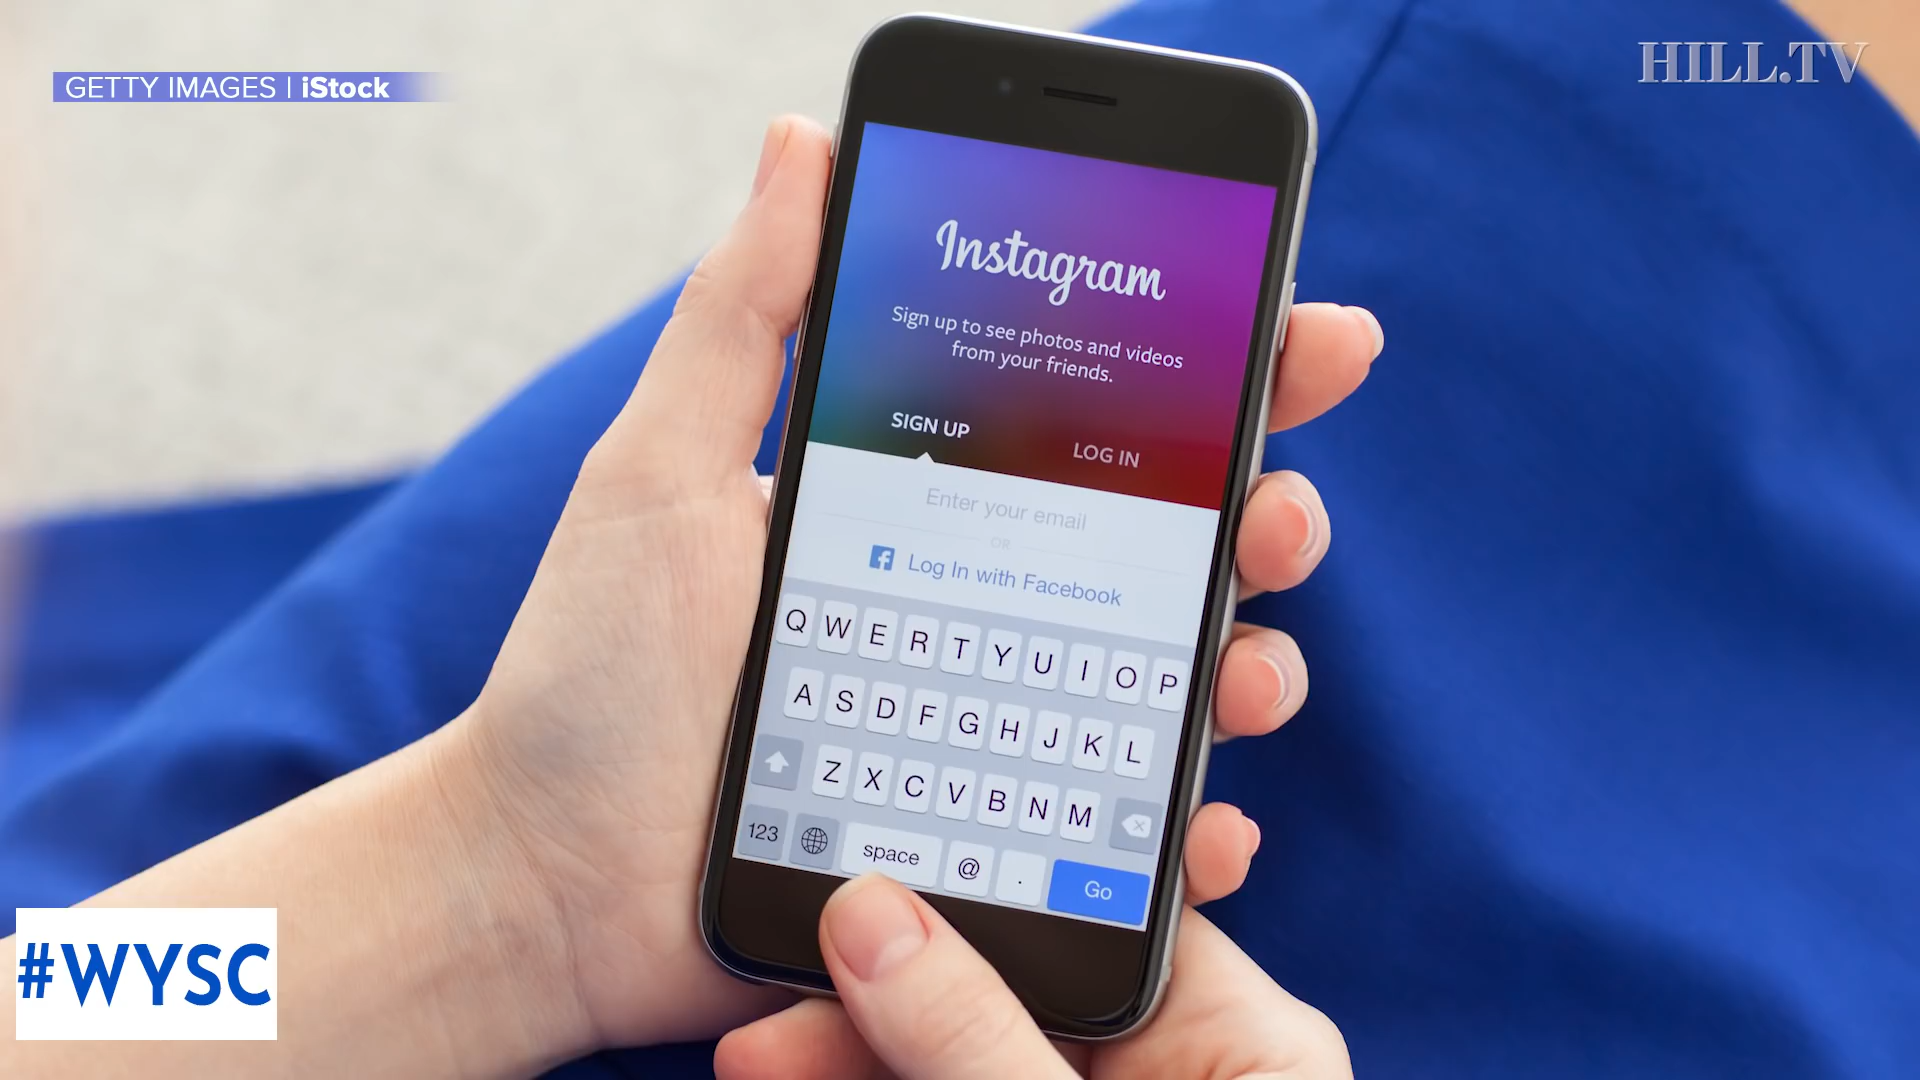 GETTY IMAGES | iStock
HILL.TV
Instagram
Sign up to see photos and videos
from your friends.
SIGN UP
LOG IN
Enter your email
OR
f Log In with Facebook
Q W E R T Y U I O P
A S D F G H J K L
Z X C V B N M
123 space @ . Go
#WYSC